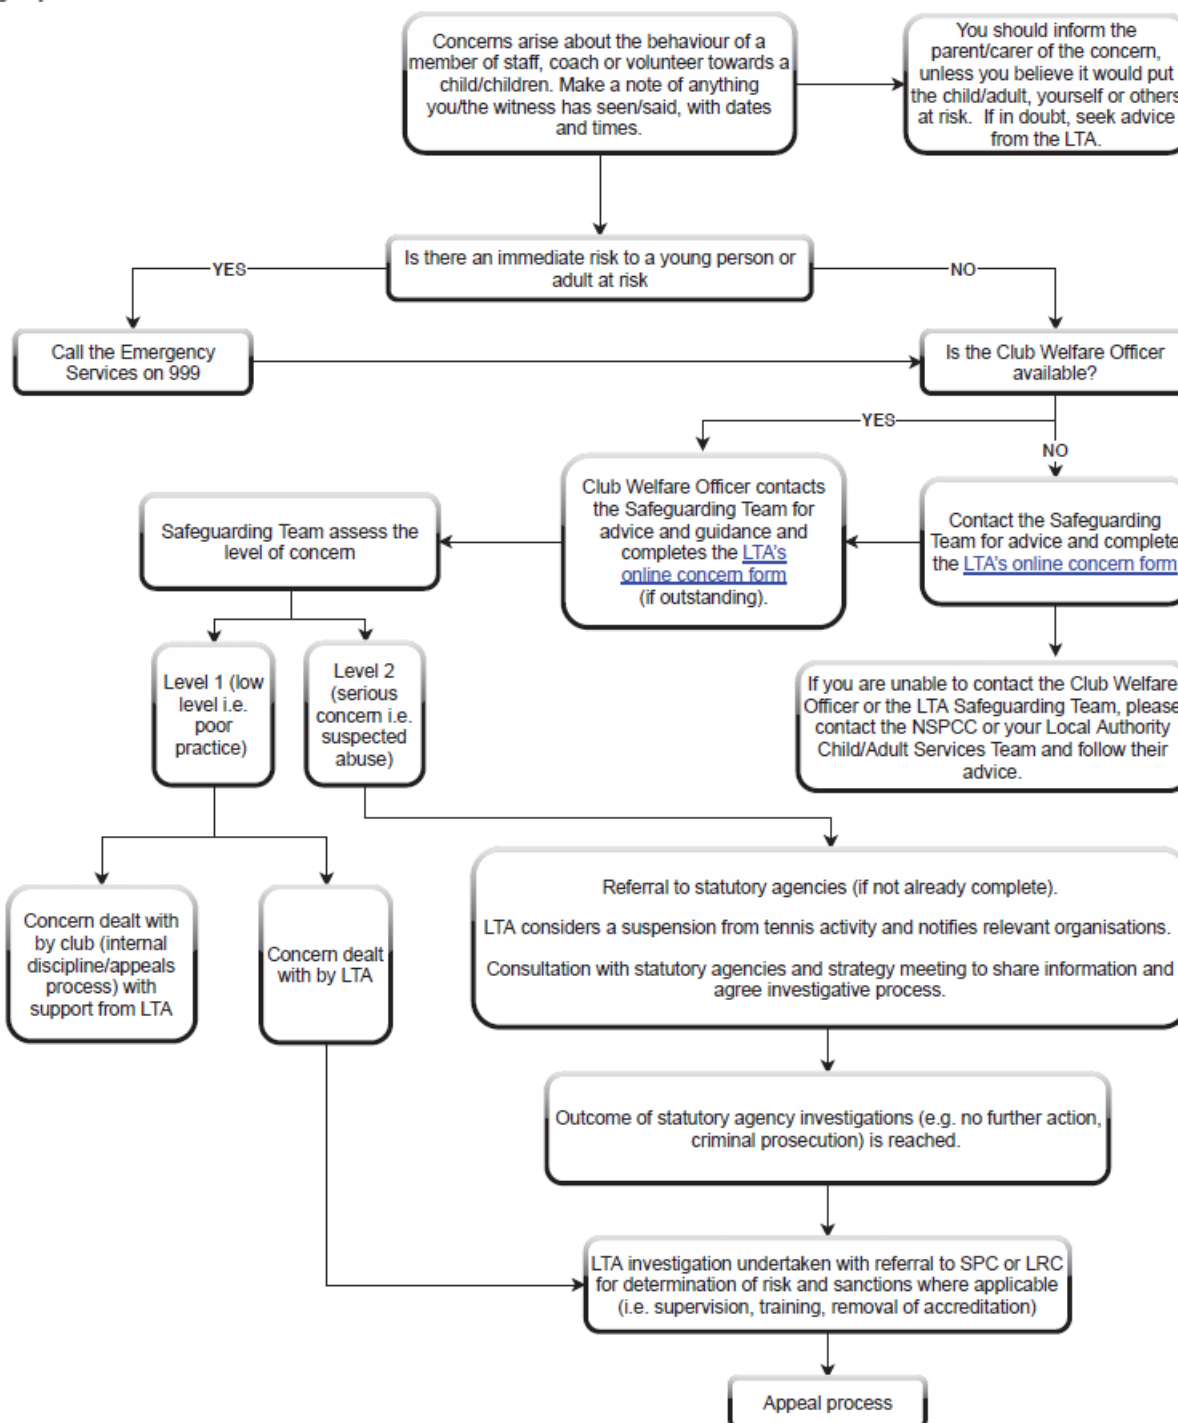 Concerns arise about the behaviour of a
member of staff, coach or volunteer towards a
child/children. Make a note of anything
you/the witness has seen/said, with dates
and times.
You should inform the
parent/carer of the concern,
unless you believe it would put
the child/adult, yourself or others
at risk. If in doubt, seek advice
from the LTA.
Is there an immediate risk to a young person or
adult at risk
YES
NO
Call the Emergency
Services on 999
Is the Club Welfare Officer
available?
YES
NO
Club Welfare Officer contacts
the Safeguarding Team for
advice and guidance and
completes the LTA's
online concern form
(if outstanding).
Contact the Safeguarding
Team for advice and complete
the LTA's online concern form
Safeguarding Team assess the
level of concern
Level 1 (low
level i.e.
poor
practice)
Level 2
(serious
concern i.e.
suspected
abuse)
If you are unable to contact the Club Welfare
Officer or the LTA Safeguarding Team, please
contact the NSPCC or your Local Authority
Child/Adult Services Team and follow their
advice.
Concern dealt with
by club (internal
discipline/appeals
process) with
support from LTA
Concern dealt
with by LTA
Referral to statutory agencies (if not already complete).
LTA considers a suspension from tennis activity and notifies relevant organisations.
Consultation with statutory agencies and strategy meeting to share information and
agree investigative process.
Outcome of statutory agency investigations (e.g. no further action,
criminal prosecution) is reached.
LTA investigation undertaken with referral to SPC or LRC
for determination of risk and sanctions where applicable
(i.e. supervision, training, removal of accreditation)
Appeal process